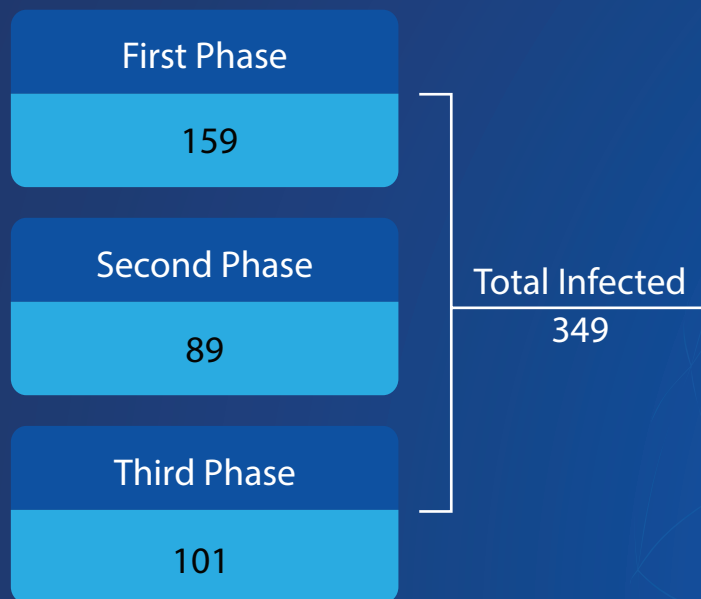 First Phase
159
Second Phase
89
Third Phase
101
Total Infected
349